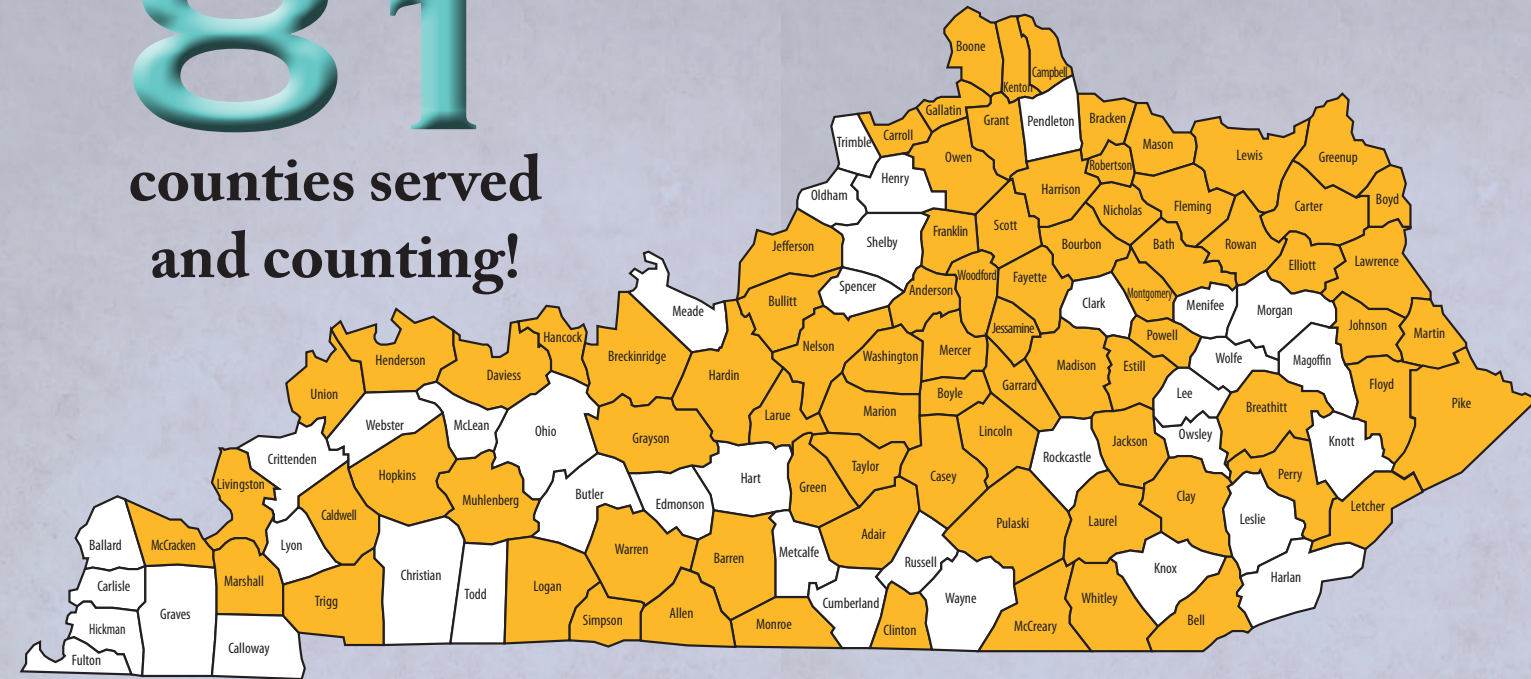 81
counties served
and counting!
Boone
Kenton
Campbell
Gallatin
Grant
Pendleton
Bracken
Mason
Lewis
Greenup
Trimble
Carroll
Owen
Robertson
Henry
Harrison
Oldham
Nicholas
Fleming
Carter
Boyd
Jefferson
Shelby
Franklin
Scott
Bourbon
Bath
Rowan
Elliott
Lawrence
Meade
Bullitt
Spencer
Anderson
Woodford
Fayette
Clark
Montgomery
Menifee
Morgan
Johnson
Martin
Hancock
Breckinridge
Nelson
Washington
Mercer
Jessamine
Powell
Henderson
Daviess
Hardin
Madison
Estill
Wolfe
Magoffin
Floyd
Pike
Union
Larue
Marion
Boyle
Garrard
Lee
Breathitt
Webster
McLean
Ohio
Grayson
Lincoln
Jackson
Owsley
Knott
Crittenden
Hopkins
Hart
Taylor
Casey
Rockcastle
Perry
Livingston
Caldwell
Muhlenberg
Butler
Edmonson
Green
Clay
Letcher
Ballard
McCracken
Lyon
Warren
Barren
Metcalfe
Adair
Pulaski
Laurel
Leslie
Carlisle
Marshall
Christian
Todd
Logan
Russell
Knox
Harlan
Graves
Trigg
Simpson
Allen
Monroe
Cumberland
Wayne
Whitley
Hickman
Calloway
Clinton
McCreary
Bell
Fulton